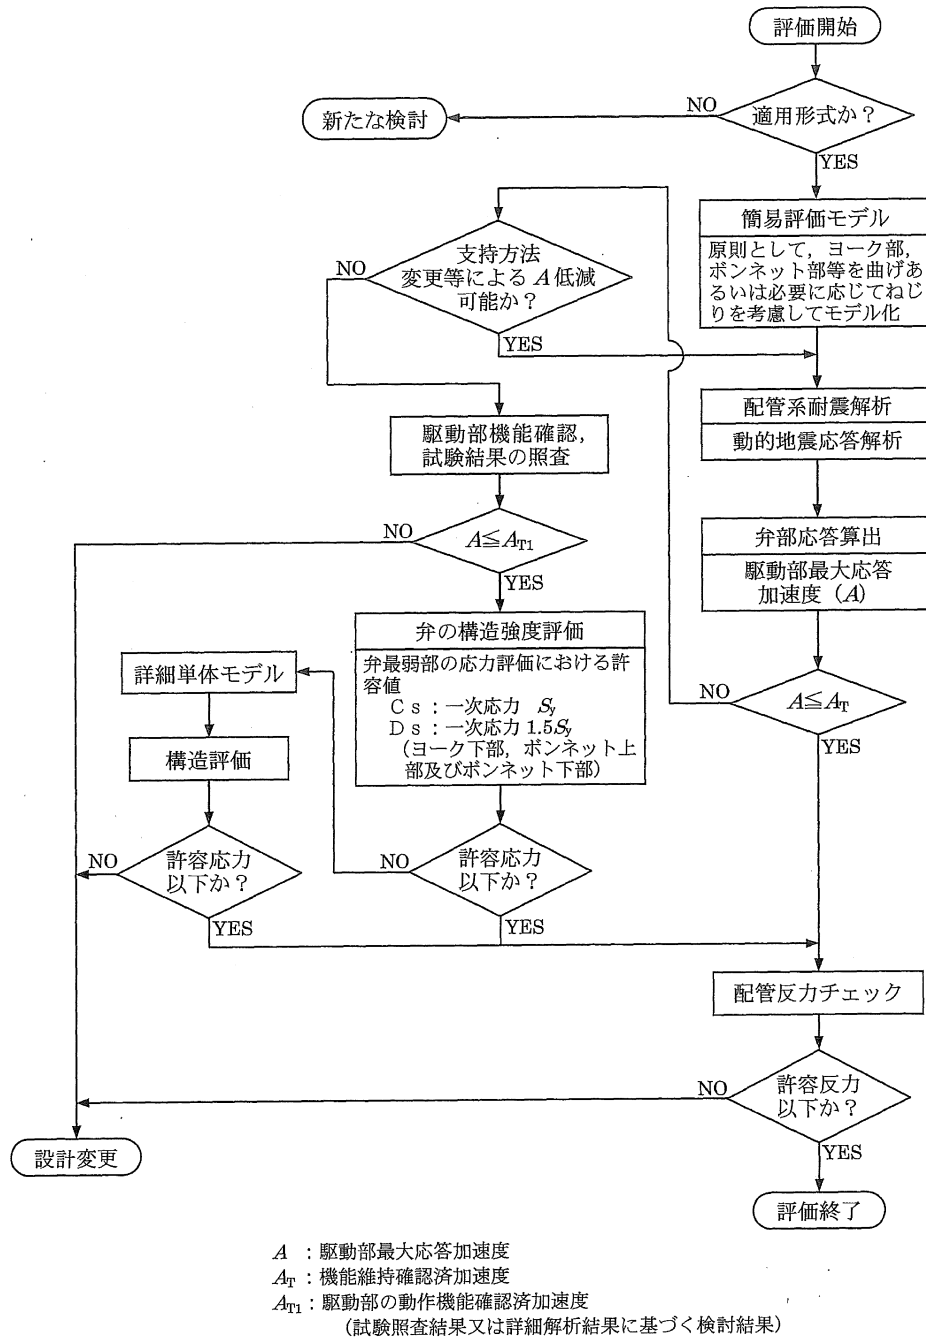 評価開始
適用形式か？
NO
新たな検討
YES
簡易評価モデル
原則として，ヨーク部，
ボンネット部等を曲げあ
るいは必要に応じてねじ
りを考慮してモデル化
支持方法
変更等による A 低減
可能か？
NO
YES
配管系耐震解析
動的地震応答解析
駆動部機能確認，
試験結果の照査
弁部応答算出
駆動部最大応答
加速度（A）
A≦AT1
NO
YES
A≦AT
NO
YES
弁の構造強度評価
弁最弱部の応力評価における許
容値
Ｃｓ：一次応力 Sy
Ｄｓ：一次応力 1.5Sy
（ヨーク下部，ボンネット上
部及びボンネット下部）
詳細単体モデル
構造評価
許容応力
以下か？
NO
YES
許容応力
以下か？
NO
YES
配管反力チェック
許容反力
以下か？
NO
YES
設計変更
評価終了
A ：駆動部最大応答加速度
AT：機能維持確認済加速度
AT1：駆動部の動作機能確認済加速度
（試験照査結果又は詳細解析結果に基づく検討結果）